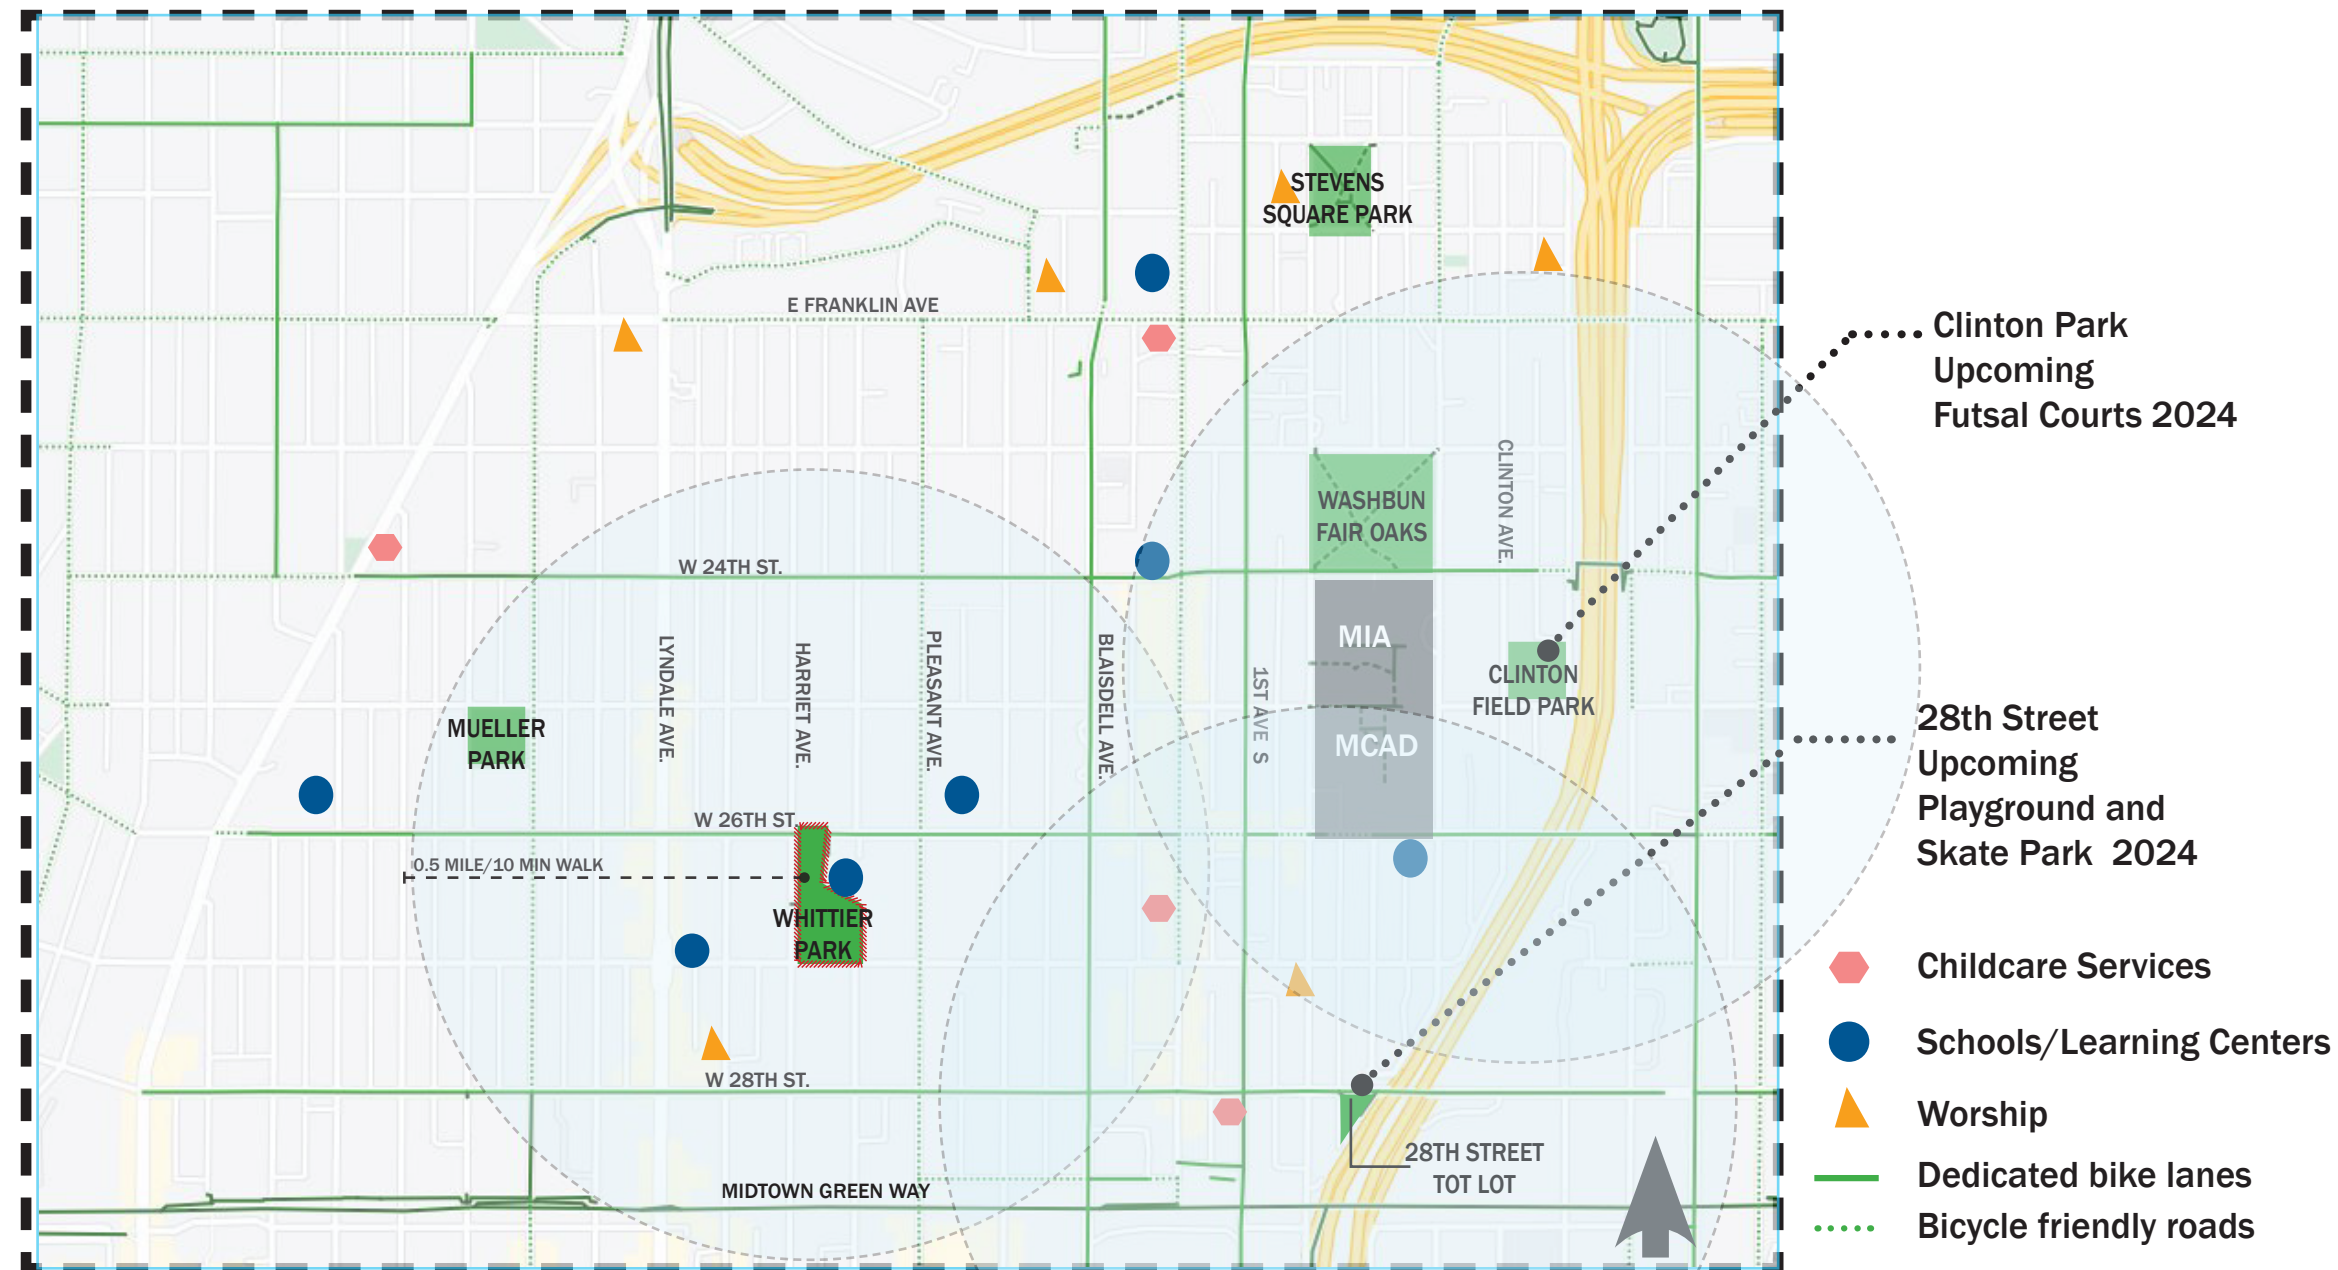 STEVENS
SQUARE PARK
E FRANKLIN AVE
Clinton Park
Upcoming
Futsal Courts 2024
WASHBUN
FAIR OAKS
CLINTON AVE.
W 24TH ST.
MIA
MCAD
CLINTON
FIELD PARK
LYNDALE AVE.
HARRIET AVE.
PLEASANT AVE.
BLAISDELL AVE.
1ST AVE S
MUELLER
PARK
28th Street
Upcoming
Playground and
Skate Park 2024
W 26TH ST.
0.5 MILE/10 MIN WALK
WHITTIER
PARK
W 28TH ST.
28TH STREET
TOT LOT
MIDTOWN GREEN WAY
Childcare Services
Schools/Learning Centers
Worship
Dedicated bike lanes
Bicycle friendly roads